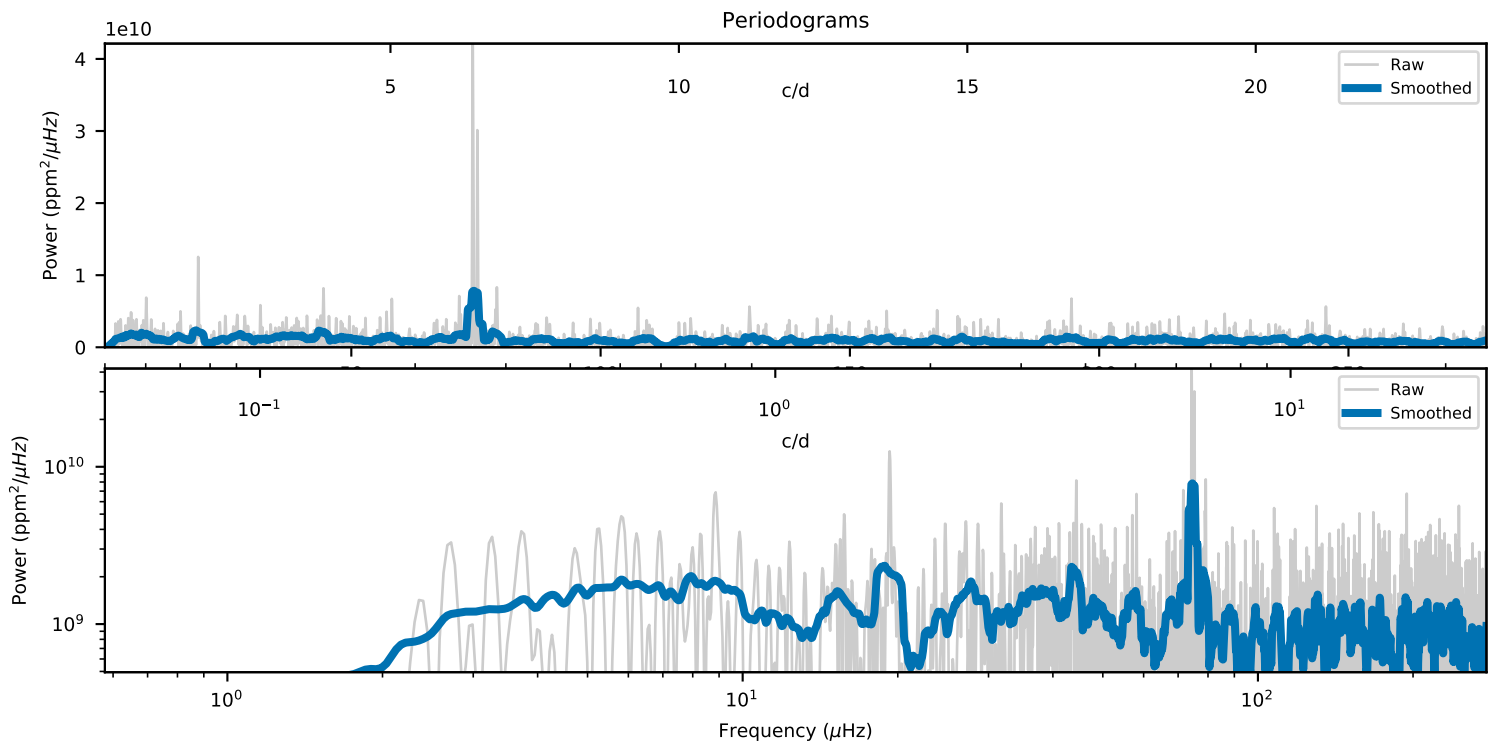 Periodograms
1e10
4
3
2
1
0
Power (ppm²/μHz)
5
10
15
20
c/d
Raw
Smoothed
10⁻¹
10⁰
10¹
c/d
Raw
Smoothed
10¹⁰
10⁹
Power (ppm²/μHz)
10⁰
10¹
10²
Frequency (μHz)